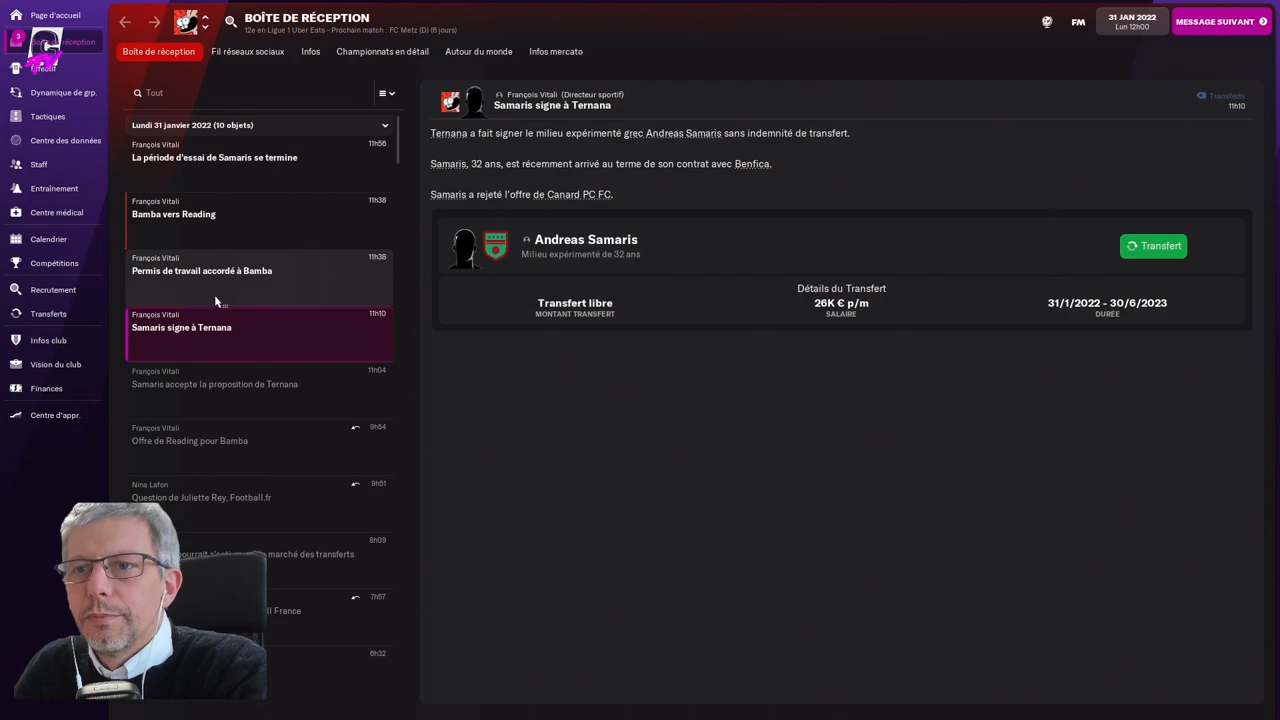 Page d'accueil
3
Boîte de réception
Effectif
Dynamique de grp.
Tactiques
Centre des données
Staff
Entraînement
Centre médical
Calendrier
Compétitions
Recrutement
Transferts
Infos club
Vision du club
Finances
Centre d'appr.
BOÎTE DE RÉCEPTION
12e en Ligue 1 Uber Eats - Prochain match : FC Metz (D) (6 jours)
FM
31 JAN 2022
Lun 12h00
MESSAGE SUIVANT
Boîte de réception
Fil réseaux sociaux
Infos
Championnats en détail
Autour du monde
Infos mercato
Tout
Lundi 31 janvier 2022 (10 objets)
François Vitali
11h56
La période d'essai de Samaris se termine
François Vitali
11h38
Bamba vers Reading
François Vitali
11h38
Permis de travail accordé à Bamba
François Vitali
11h10
Samaris signe à Ternana
François Vitali
11h04
Samaris accepte la proposition de Ternana
François Vitali
9h54
Offre de Reading pour Bamba
Nina Lafon
9h51
Question de Juliette Rey, Football.fr
8h09
marché des transferts
7h57
France
6h32
François Vitali (Directeur sportif)
Samaris signe à Ternana
Transferts
11h10
Ternana a fait signer le milieu expérimenté grec Andreas Samaris sans indemnité de transfert.
Samaris, 32 ans, est récemment arrivé au terme de son contrat avec Benfica.
Samaris a rejeté l'offre de Canard PC FC.
Andreas Samaris
Milieu expérimenté de 32 ans
Transfert
Détails du Transfert
Transfert libre
MONTANT TRANSFERT
26K € p/m
SALAIRE
31/1/2022 - 30/6/2023
DURÉE